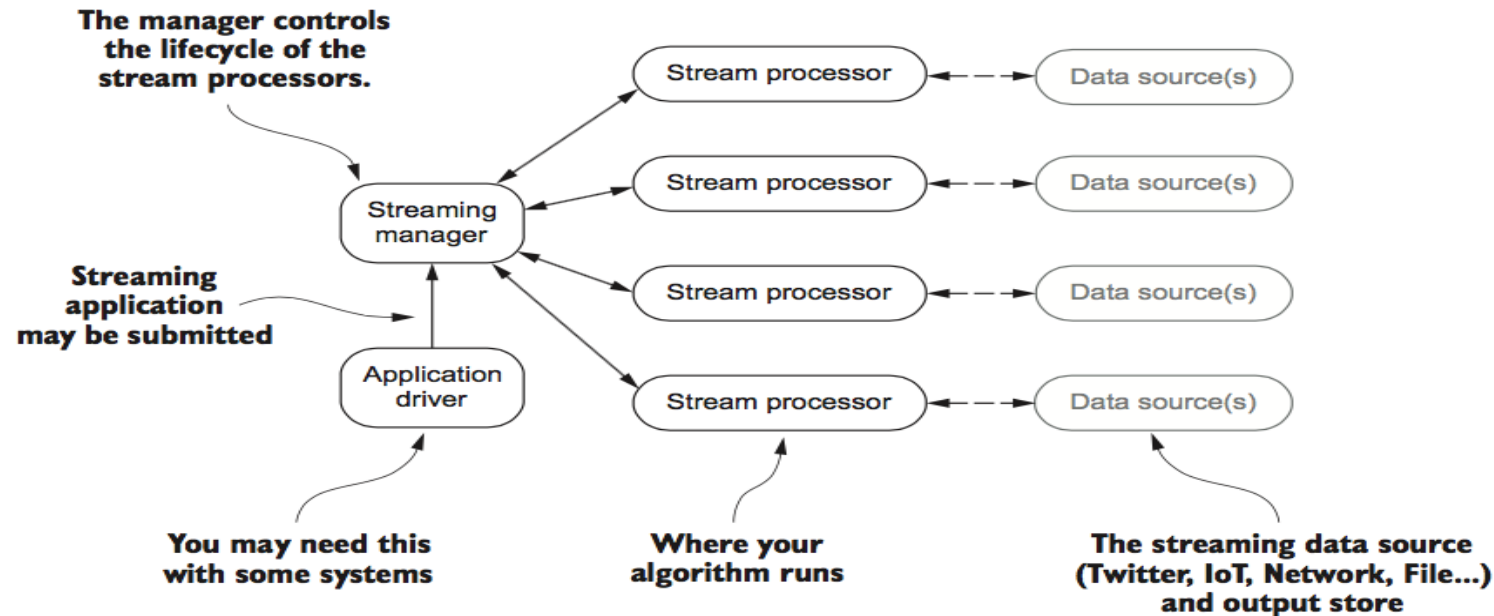 The manager controls
the lifecycle of the
stream processors.
Stream processor
Data source(s)
Stream processor
Data source(s)
Streaming
manager
Streaming
application
may be submitted
Stream processor
Data source(s)
Application
driver
Stream processor
Data source(s)
You may need this
with some systems
Where your
algorithm runs
The streaming data source
(Twitter, IoT, Network, File...)
and output store